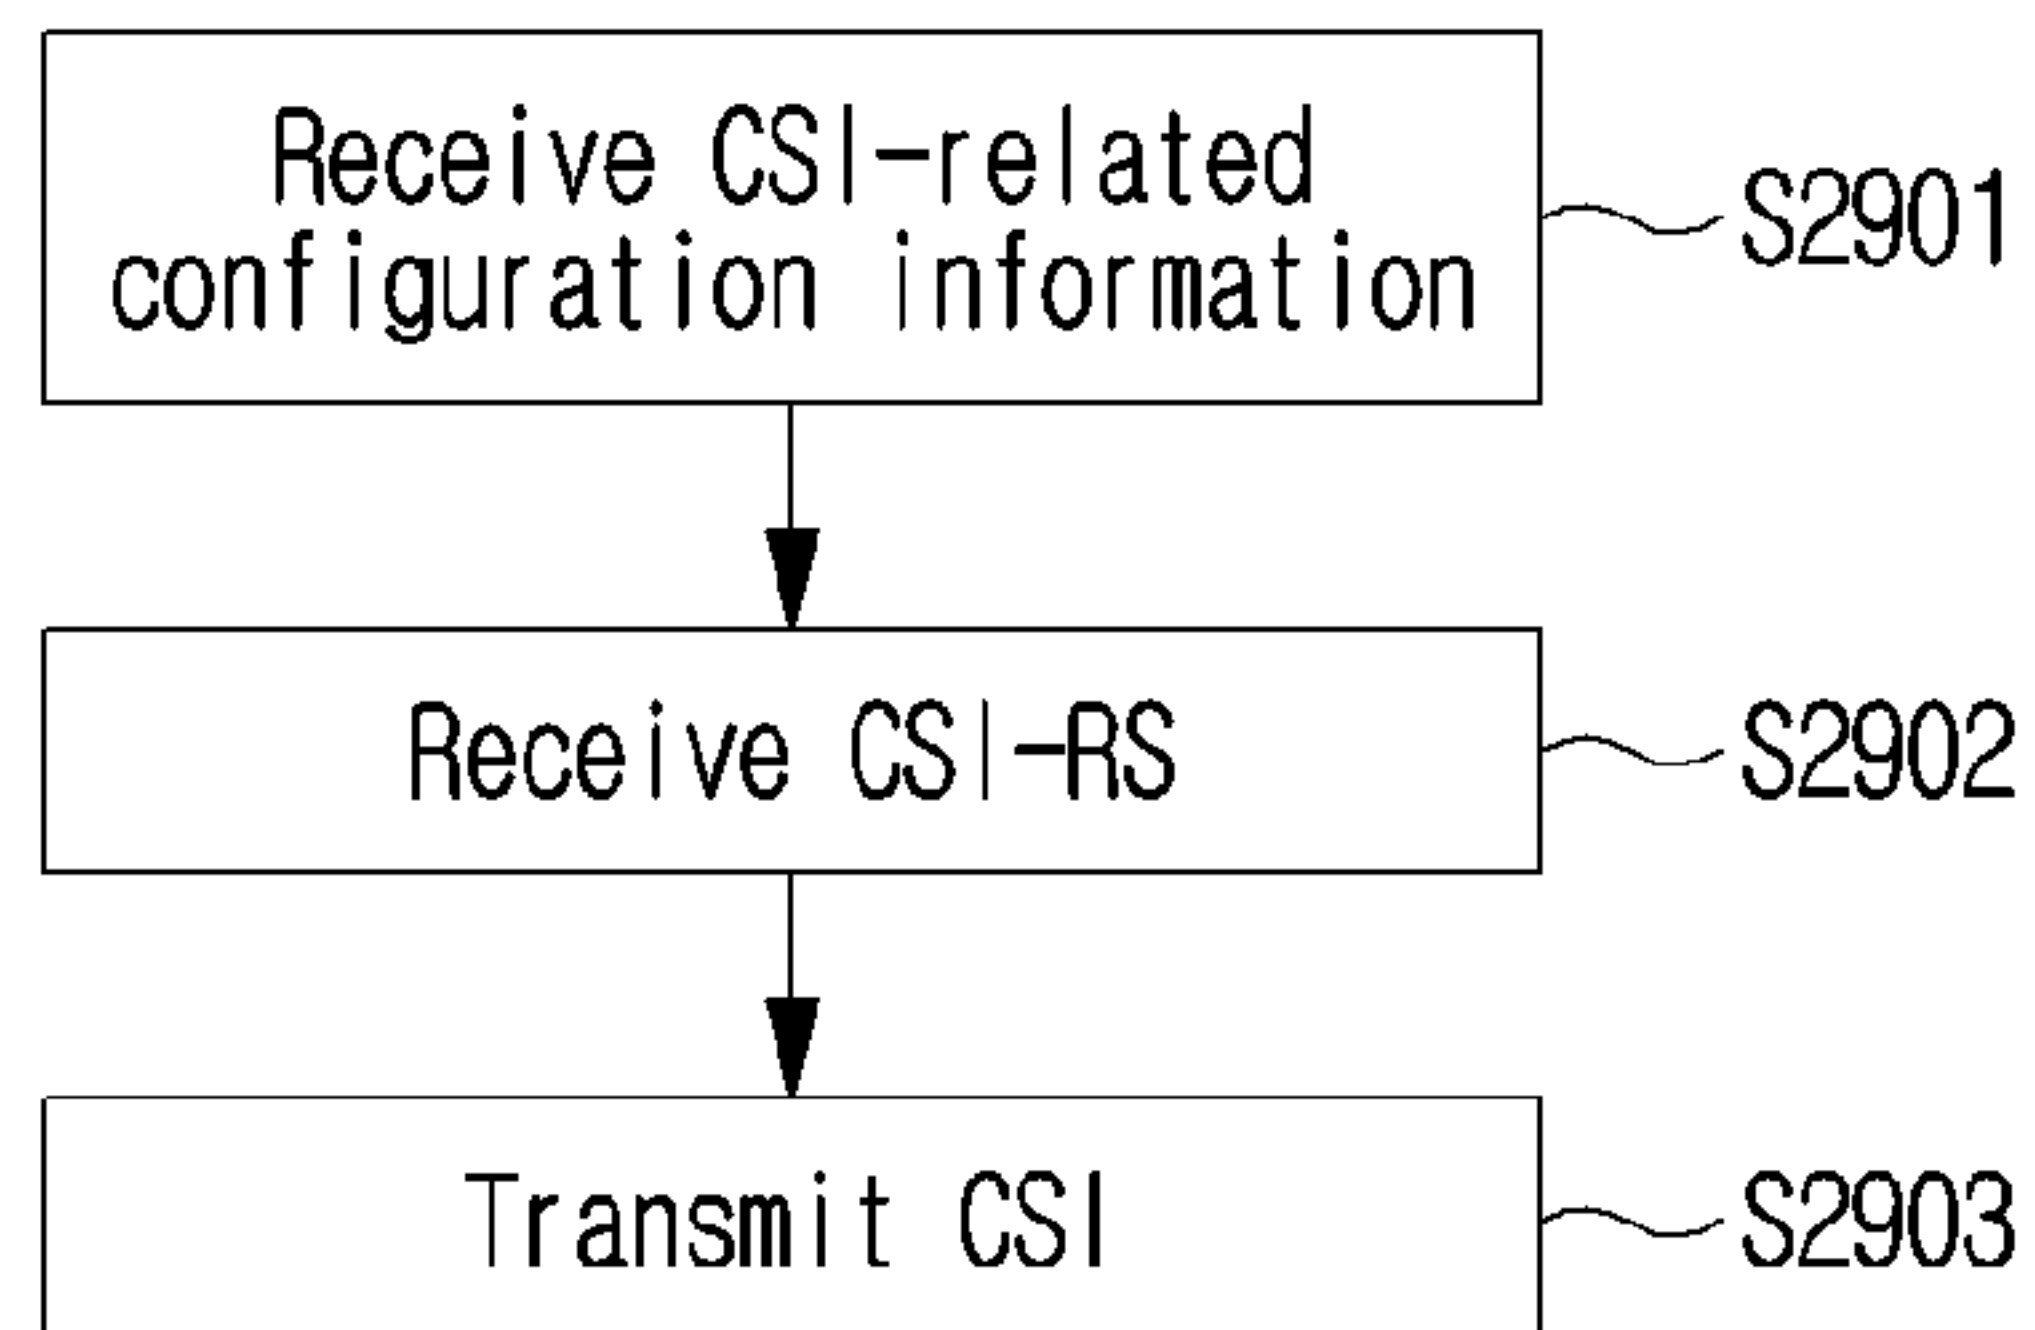 Receive CSI-related
configuration information
S2901
Receive CSI-RS
S2902
Transmit CSI
S2903